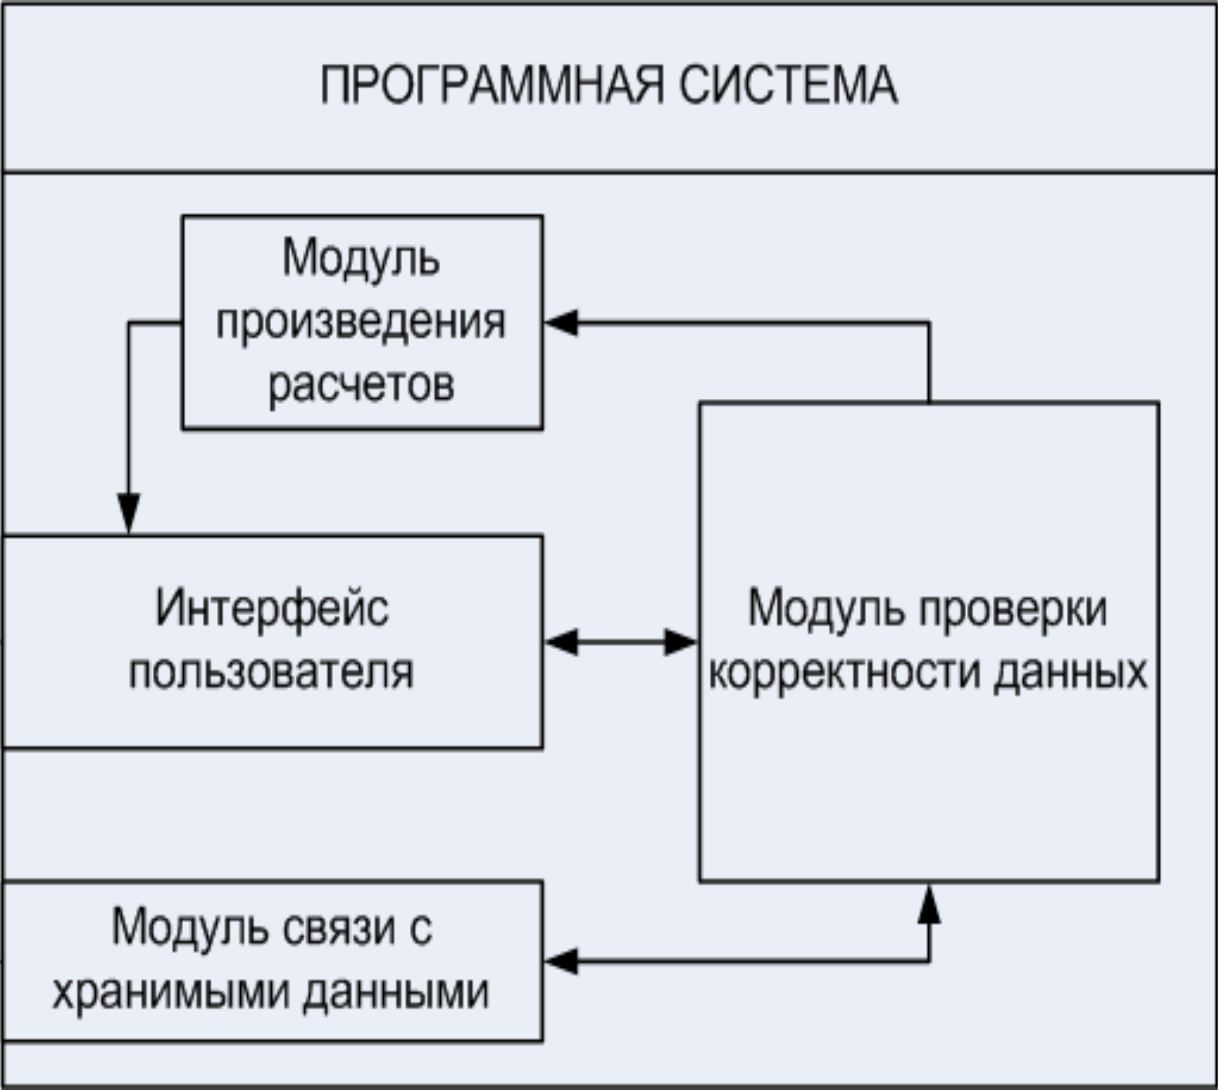 ПРОГРАММНАЯ СИСТЕМА
Модуль
произведения
расчетов
Интерфейс
пользователя
Модуль проверки
корректности данных
Модуль связи с
хранимыми данными